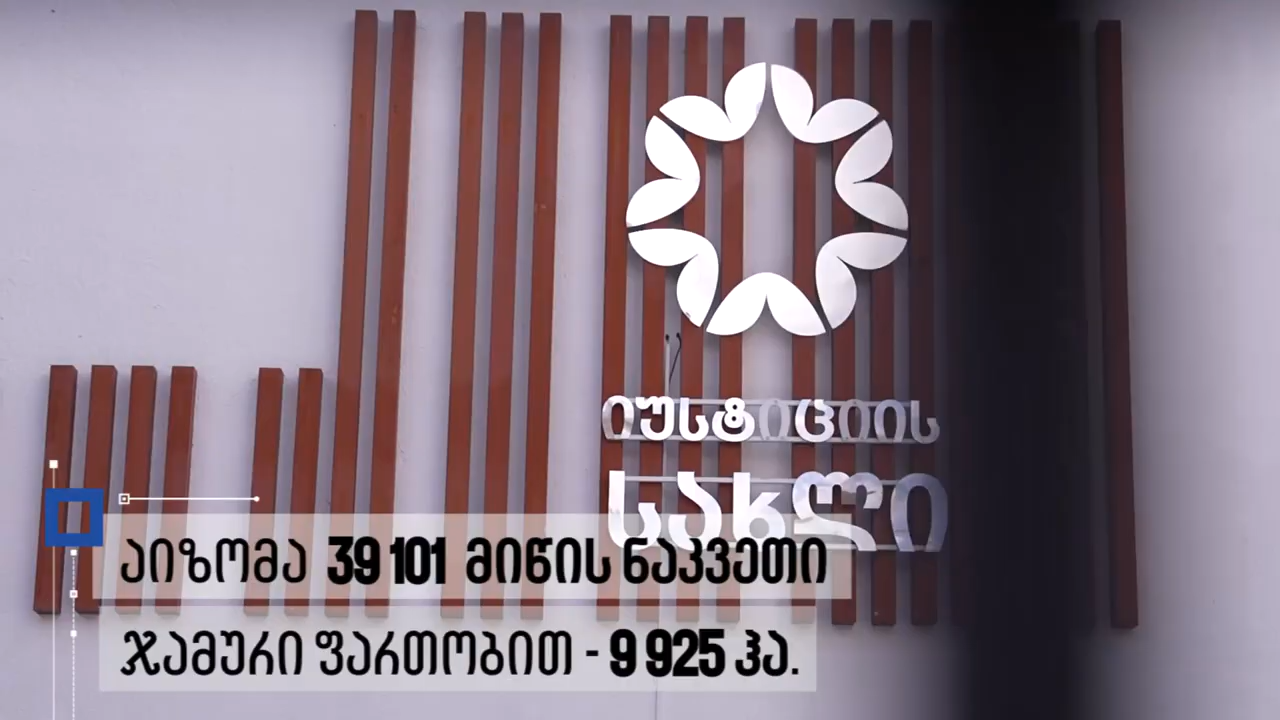 იუსტიციის
სახლი
აიზომა 39 101 მიწის ნაკვეთი
ჯამური ფართობით - 9 925 ჰა.